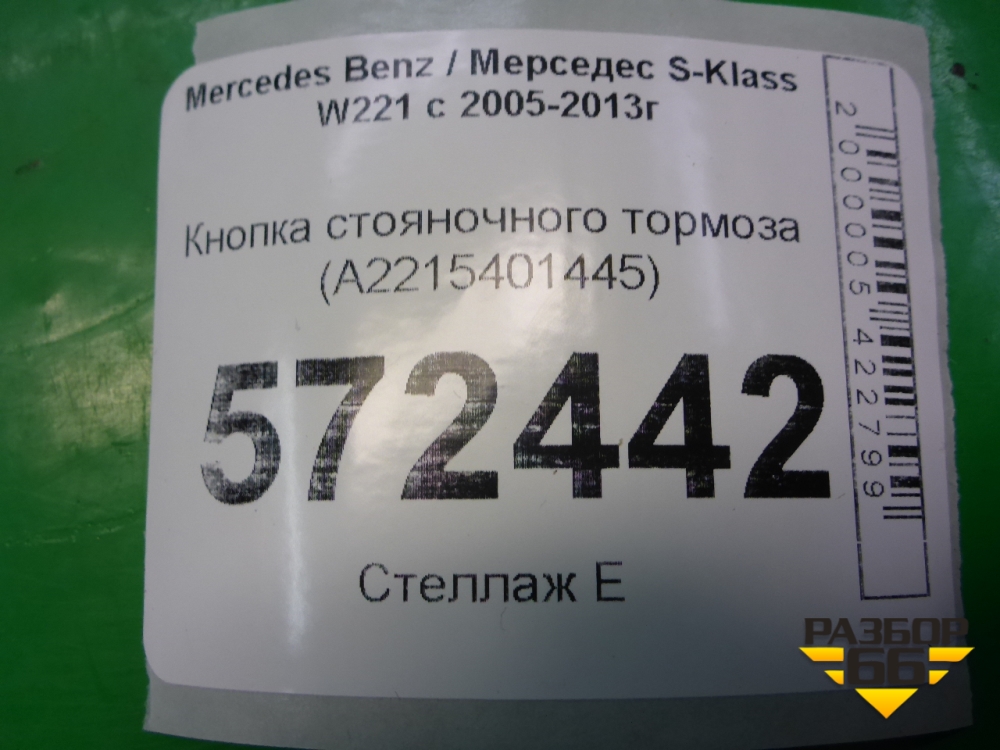 Mercedes Benz / Мерседес S-Klass
W221 с 2005-2013г
Кнопка стояночного тормоза
(A2215401445)
572442
Стеллаж Е
2000005422799
РАЗБОР
66